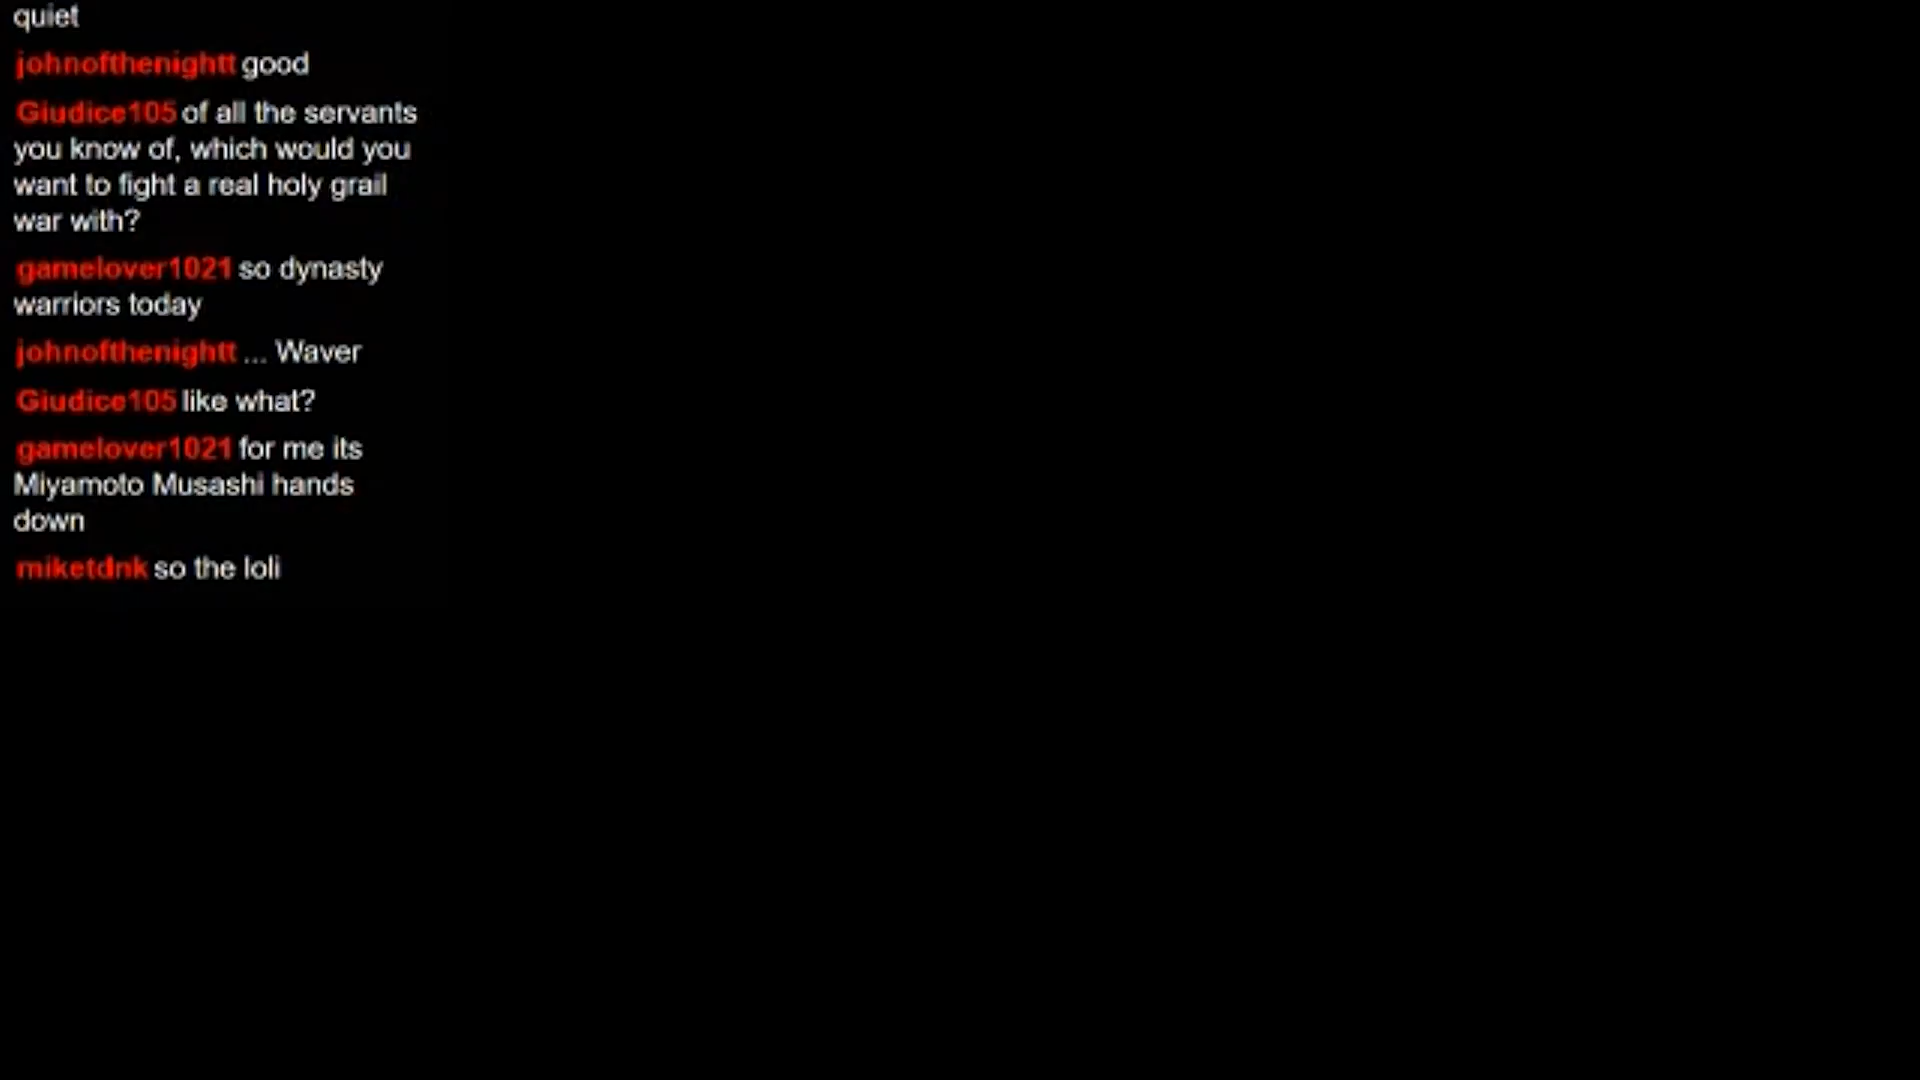 quiet
johnofthenightt good
Giudice105 of all the servants
you know of, which would you
want to fight a real holy grail
war with?
gamelover1021 so dynasty
warriors today
johnofthenightt ... Waver
Giudice105 like what?
gamelover1021 for me its
Miyamoto Musashi hands
down
miketdnk so the loli